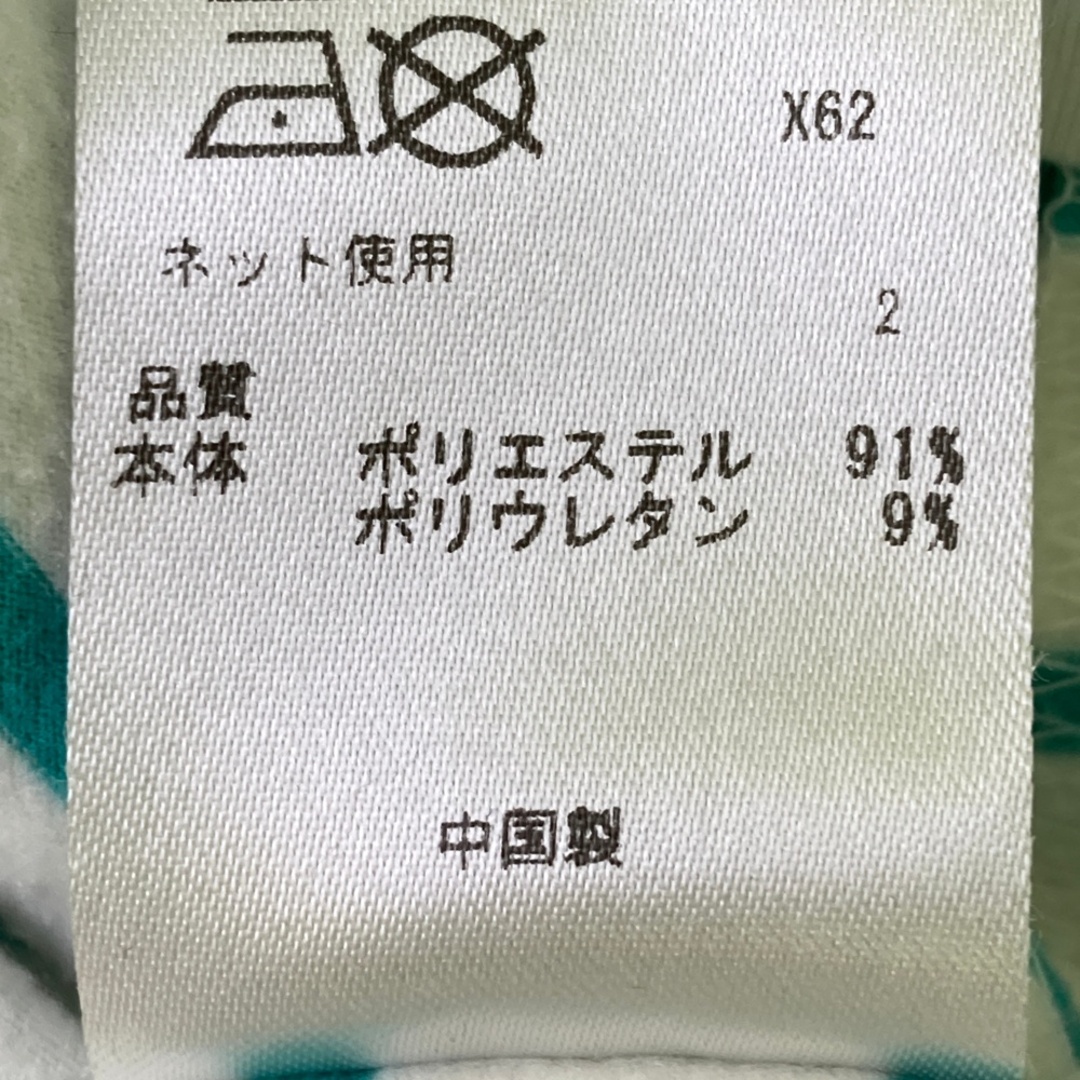 X62
ネット使用
2
品質
本体 ポリエステル 91%
ポリウレタン 9%
中国製